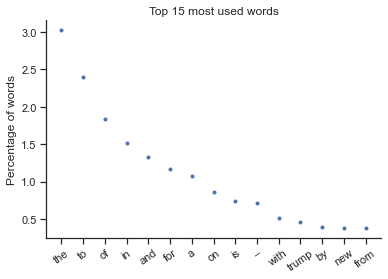 Top 15 most used words
Percentage of words
3.0
2.5
2.0
1.5
1.0
0.5
the
to
of
in
and
for
a
on
is
–
with
trump
by
new
from